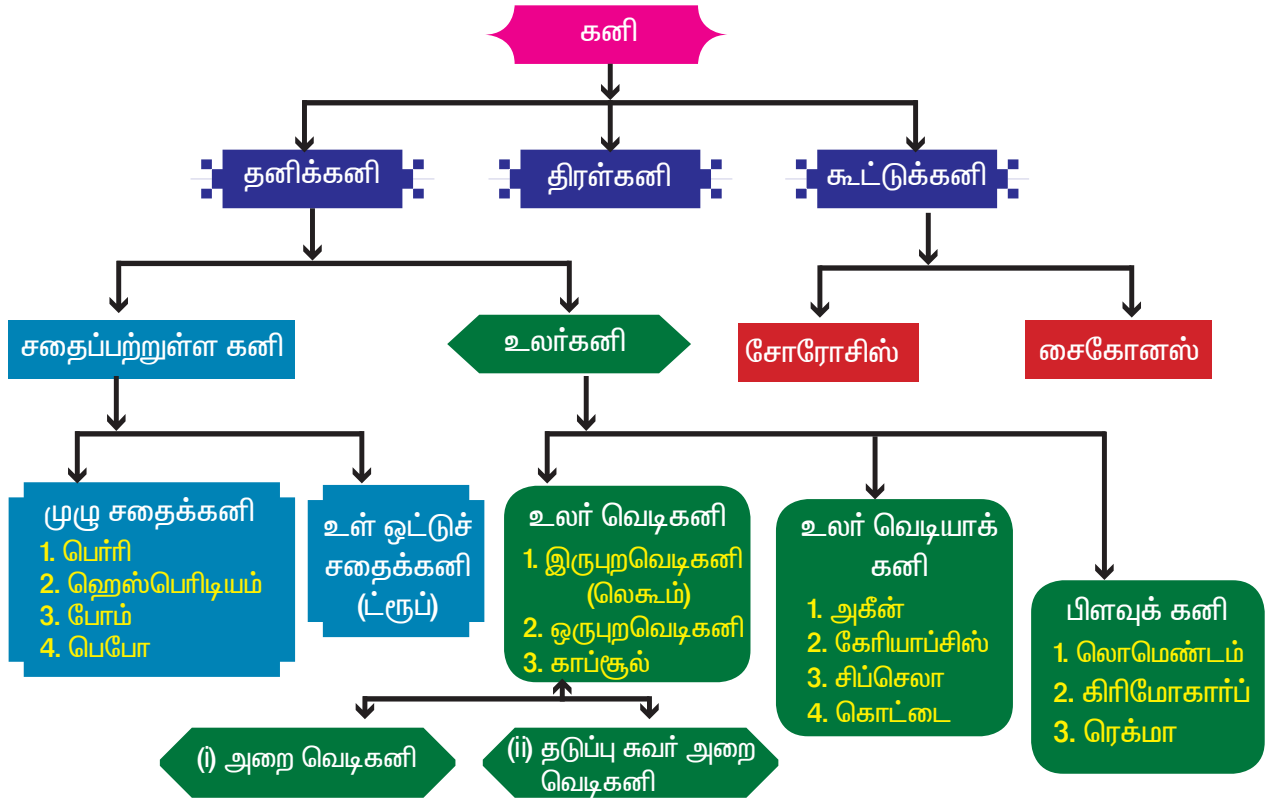 கனி
தனிக்கனி
திரள்கனி
கூட்டுக்கனி
சதைப்பற்றுள்ள கனி
உலர்கனி
சோரோசிஸ்
சைகோனஸ்
முழு சதைக்கனி
1. பெர்ரி
2. ஹெஸ்பெரிடியம்
3. போம்
4. பெபோ
உள் ஒட்டுச்
சதைக்கனி
(ட்ரூப்)
உலர் வெடிகனி
1. இருபுறவெடிகனி
(லெகூம்)
2. ஒருபுறவெடிகனி
3. காப்சூல்
(i) அறை வெடிகனி
(ii) தடுப்பு சுவர் அறை
வெடிகனி
உலர் வெடியாக்
கனி
1. அகீன்
2. கேரியாப்சிஸ்
3. சிப்செலா
4. கொட்டை
பிளவுக் கனி
1. லொமெண்டம்
2. கிரிமோகார்ப்
3. ரெக்மா